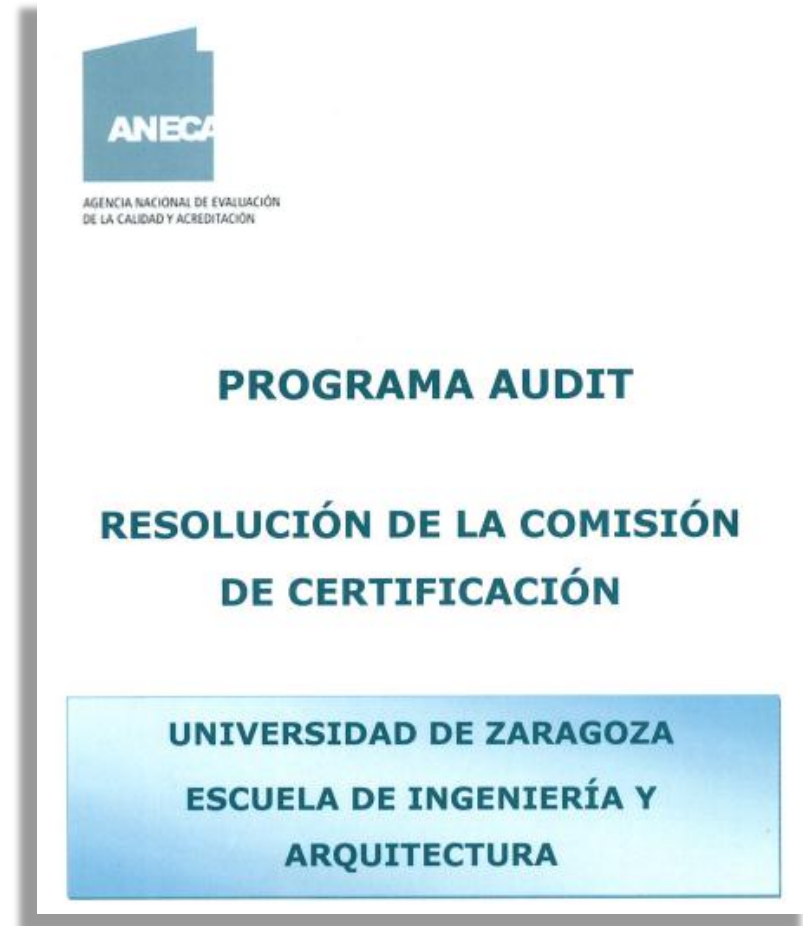 ANECA
AGENCIA NACIONAL DE EVALUACIÓN
DE LA CALIDAD Y ACREDITACIÓN
PROGRAMA AUDIT
RESOLUCIÓN DE LA COMISIÓN
DE CERTIFICACIÓN
UNIVERSIDAD DE ZARAGOZA
ESCUELA DE INGENIERÍA Y
ARQUITECTURA